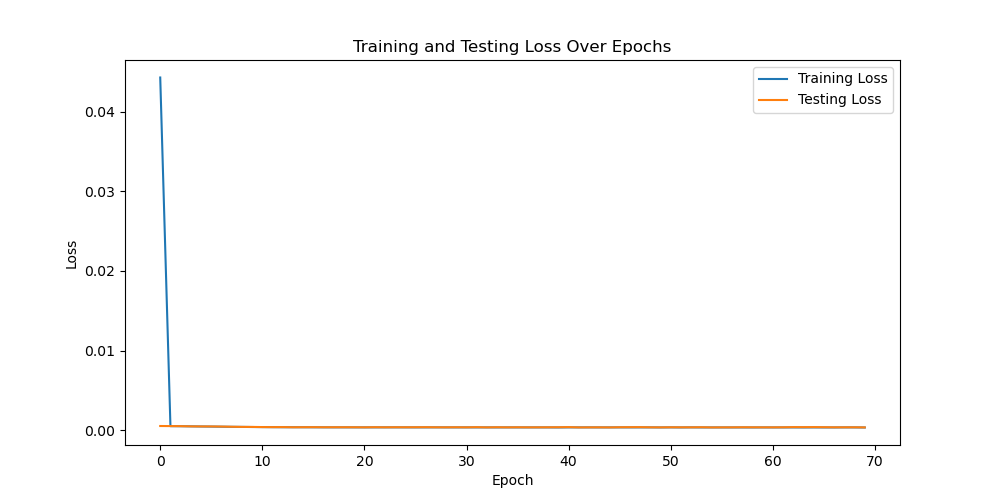 Training and Testing Loss Over Epochs
Training Loss
Testing Loss
0.04
0.03
0.02
0.01
0.00
Loss
0 10 20 30 40 50 60 70
Epoch